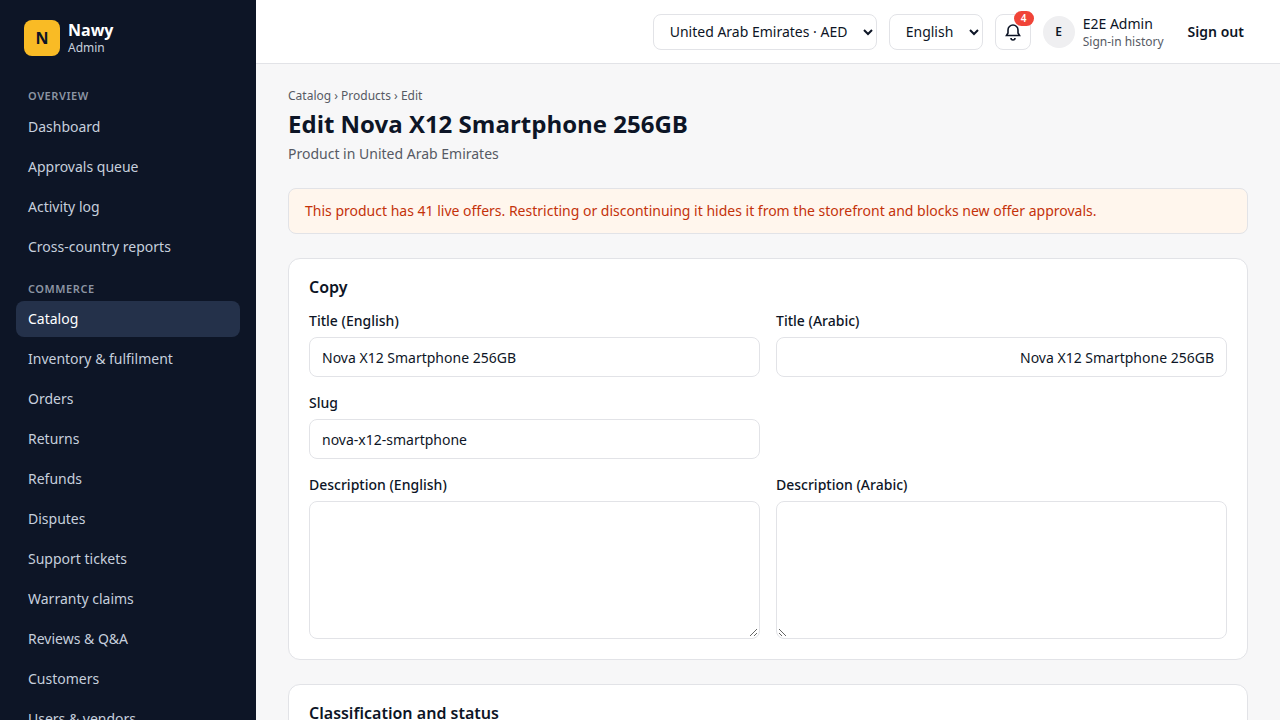 N
Nawy
Admin
OVERVIEW
Dashboard
Approvals queue
Activity log
Cross-country reports
COMMERCE
Catalog
Inventory & fulfilment
Orders
Returns
Refunds
Disputes
Support tickets
Warranty claims
Reviews & Q&A
Customers
Users & vendors
United Arab Emirates · AED
English
4
E
E2E Admin
Sign-in history
Sign out
Catalog › Products › Edit
Edit Nova X12 Smartphone 256GB
Product in United Arab Emirates
This product has 41 live offers. Restricting or discontinuing it hides it from the storefront and blocks new offer approvals.
Copy
Title (English)
Title (Arabic)
Nova X12 Smartphone 256GB
Nova X12 Smartphone 256GB
Slug
nova-x12-smartphone
Description (English)
Description (Arabic)
Classification and status